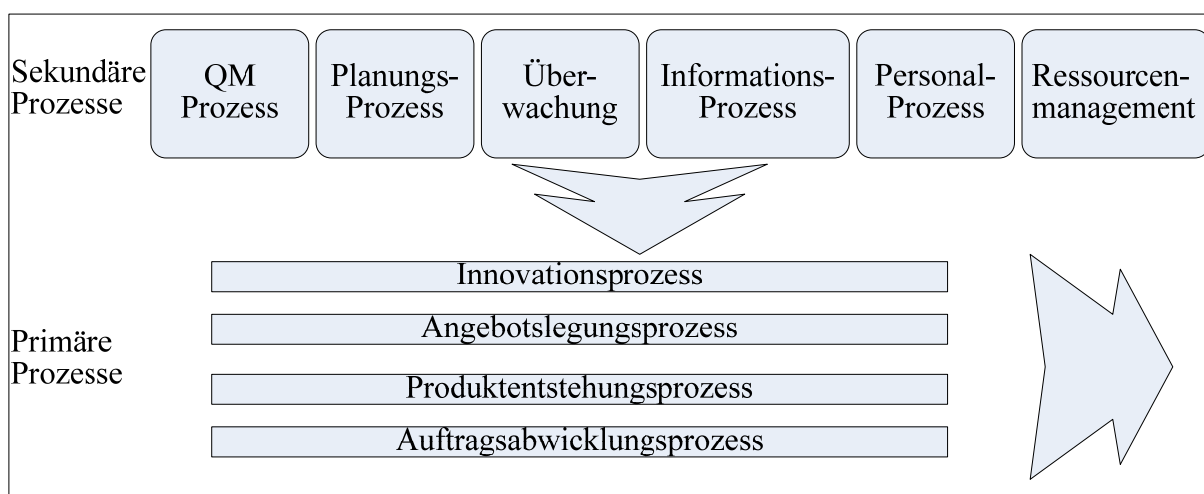 Sekundäre
Prozesse
QM
Prozess
Planungs-
Prozess
Über-
wachung
Informations-
Prozess
Personal-
Prozess
Ressourcen-
management
Innovationsprozess
Angebotslegungsprozess
Primäre
Prozesse
Produktentstehungsprozess
Auftragsabwicklungsprozess